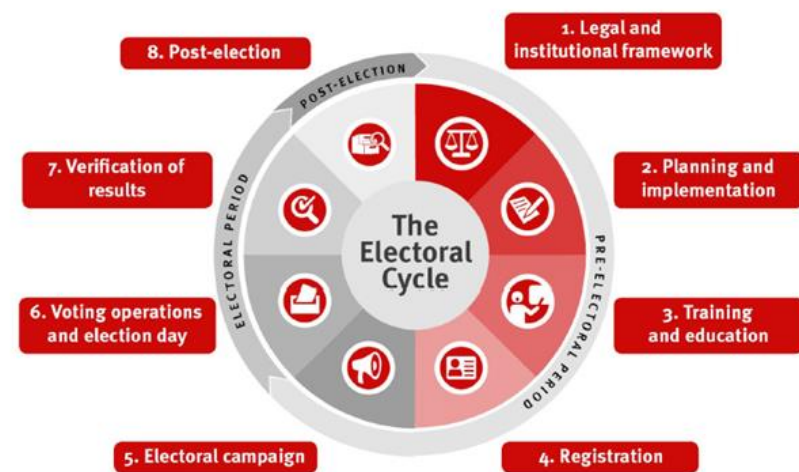 8. Post-election
1. Legal and
institutional framework
POST-ELECTION
7. Verification of
results
2. Planning and
implementation
The
Electoral
Cycle
ELECTORAL PERIOD
PRE-ELECTORAL PERIOD
6. Voting operations
and election day
3. Training
and education
5. Electoral campaign
4. Registration